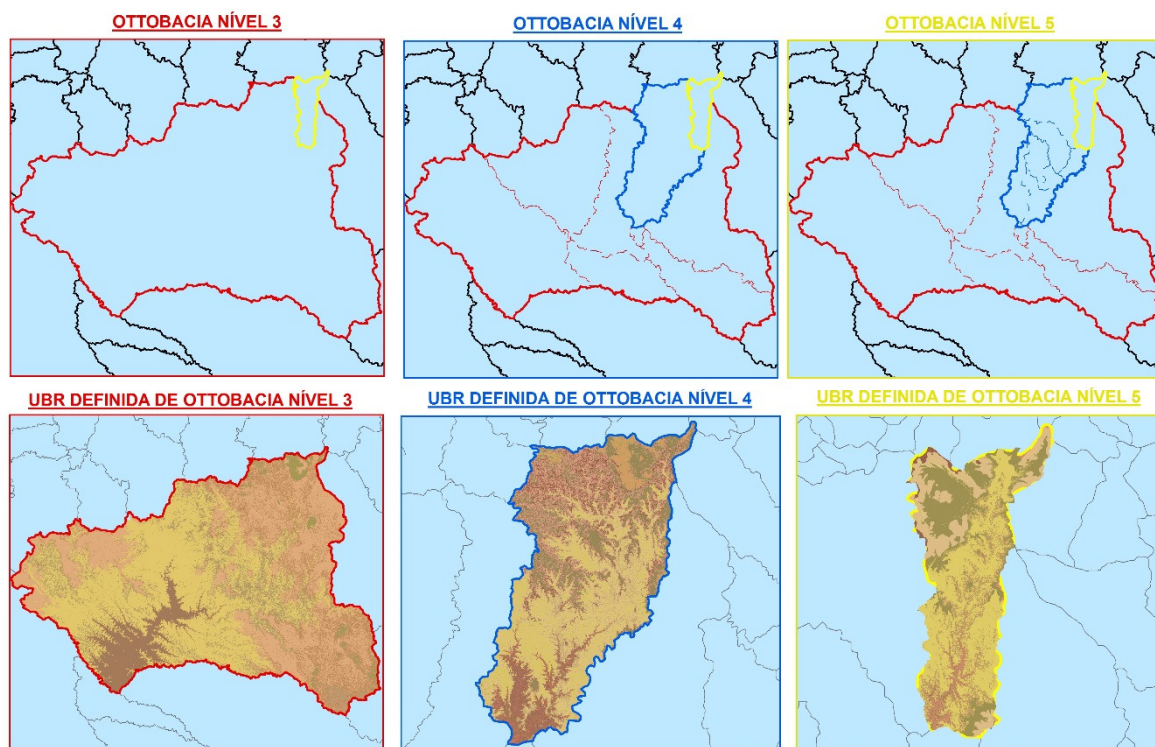 OTTOBACIA NÍVEL 3
OTTOBACIA NÍVEL 4
OTTOBACIA NÍVEL 5
UBR DEFINIDA DE OTTOBACIA NÍVEL 3
UBR DEFINIDA DE OTTOBACIA NÍVEL 4
UBR DEFINIDA DE OTTOBACIA NÍVEL 5